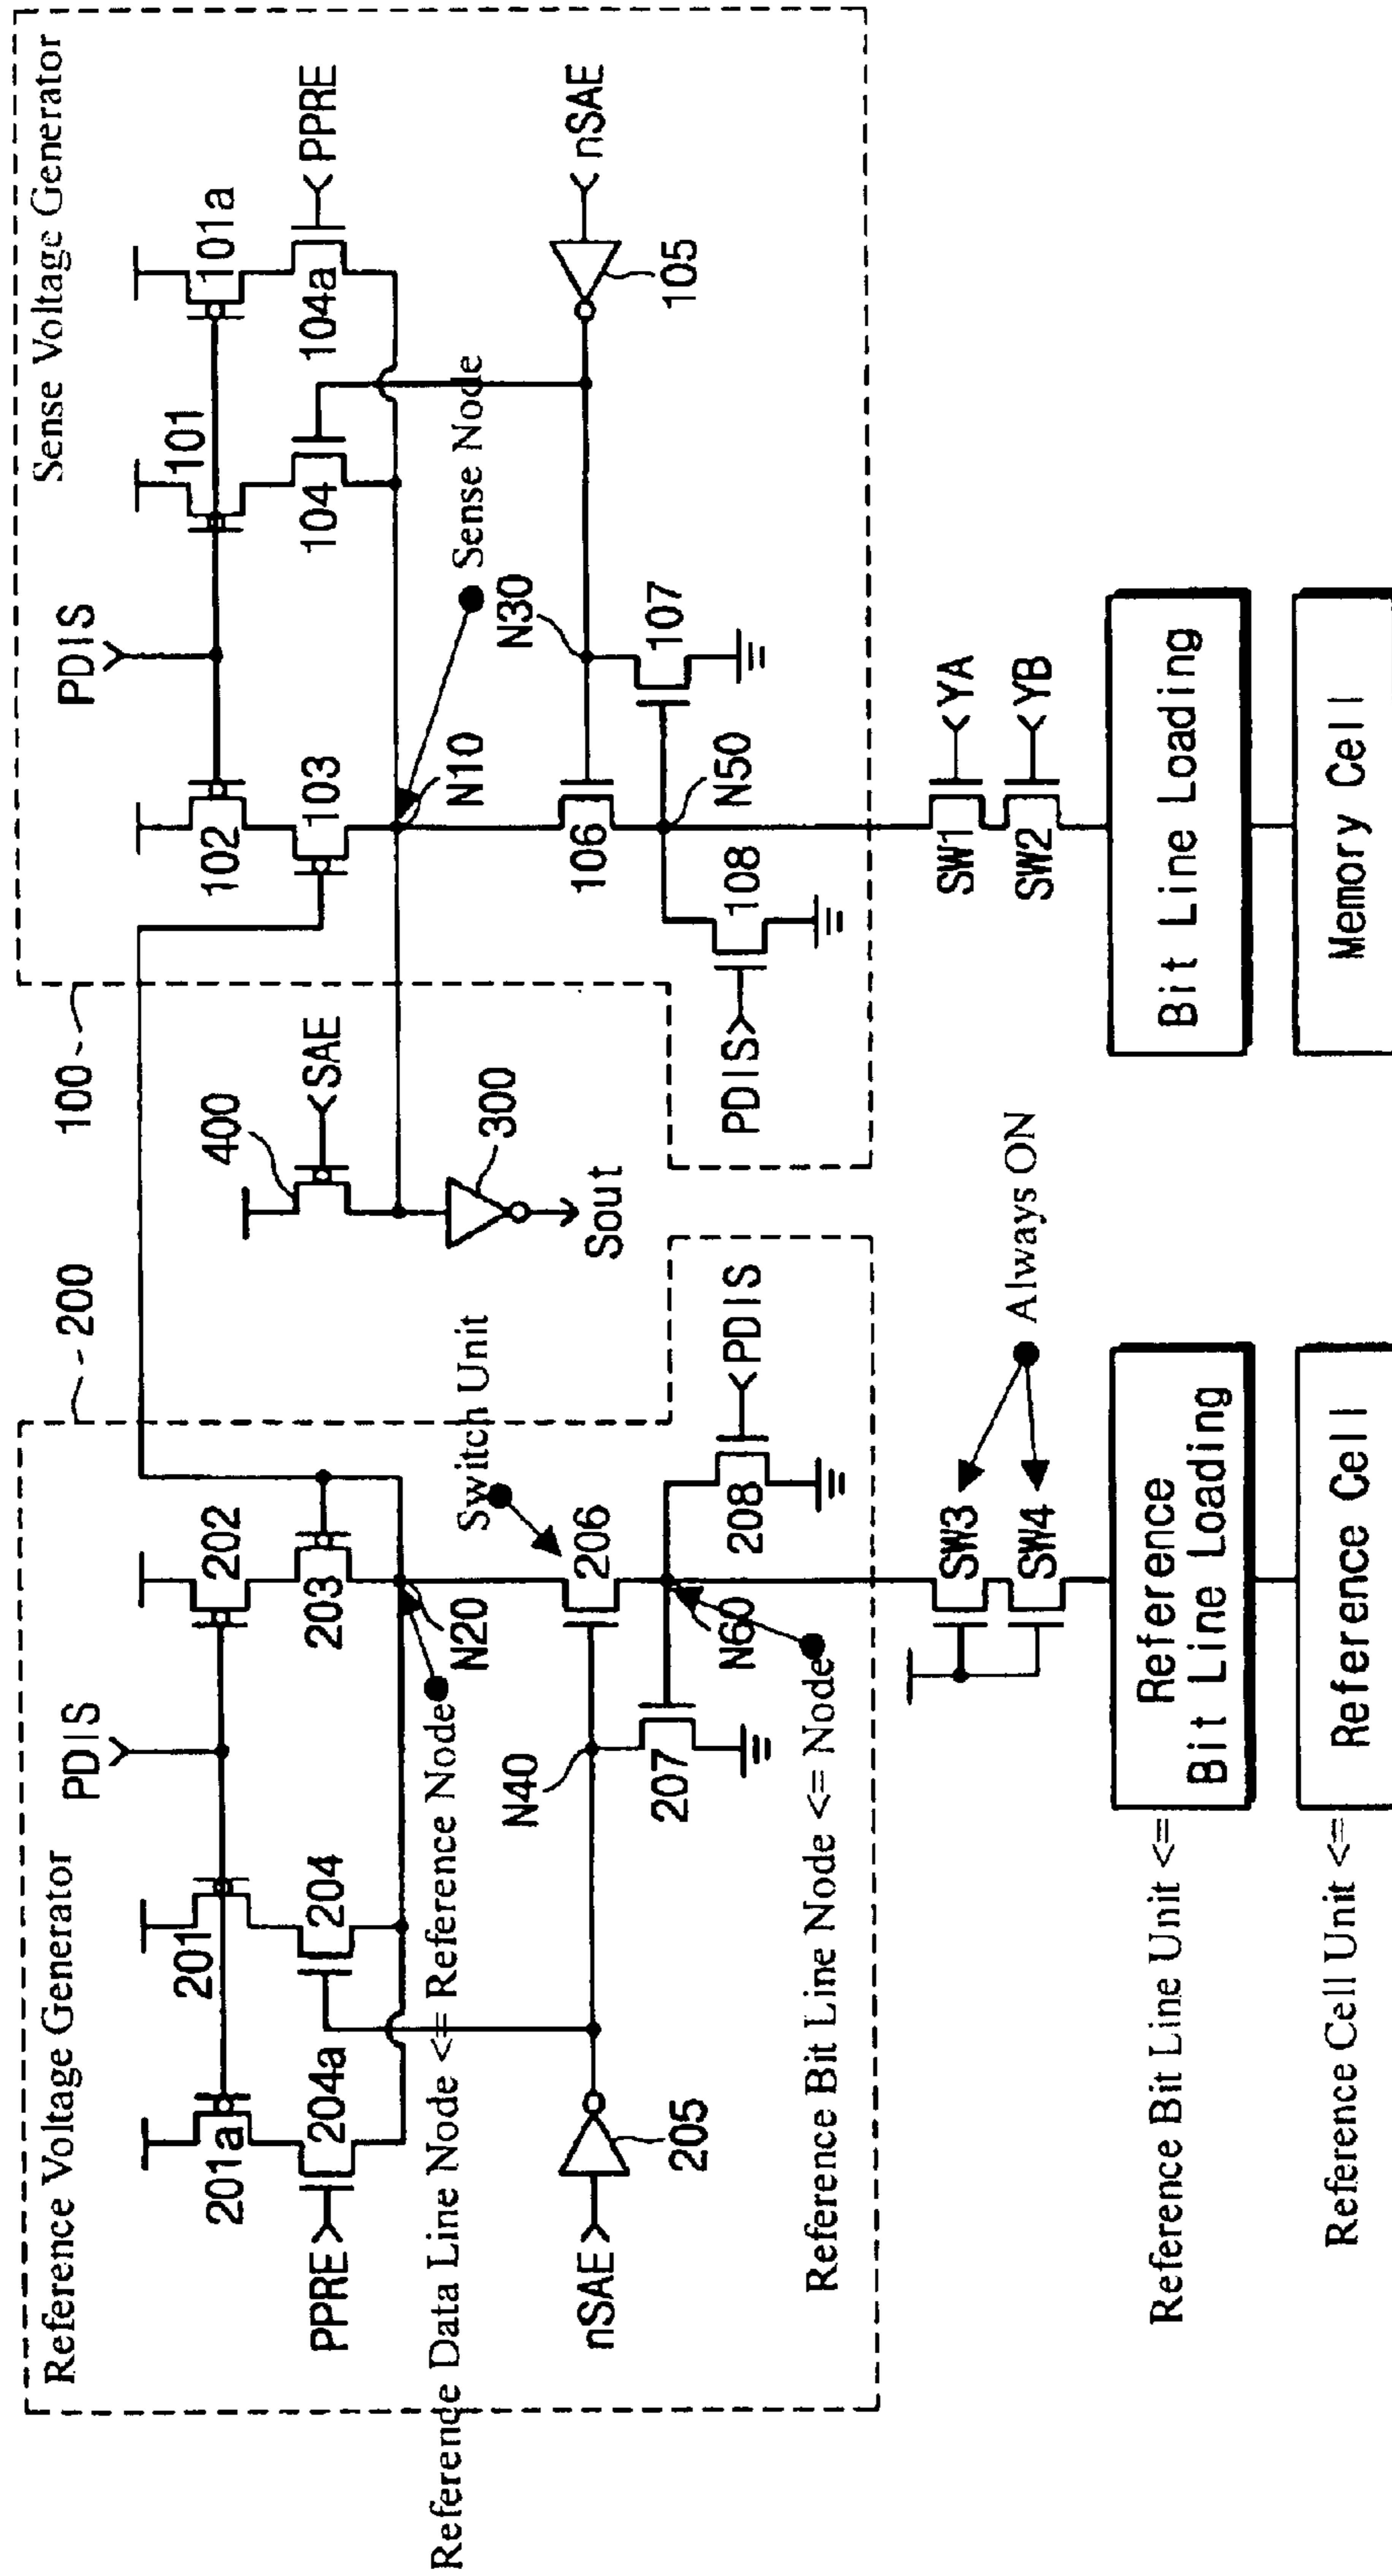 Reference Voltage Generator
200
100
Sense Voltage Generator
PDIS
PDIS
201a
201
202
400
102
101
101a
PPRE
204a
204
203
SAE
103
104
104a
PPRE
Reference Data Line Node <= Reference Node
N20
Switch Unit
300
N10
Sense Node
nSAE
205
N40
206
Sout
106
N30
105
nSAE
207
N60
208
PDIS
PDIS
108
N50
107
Reference Bit Line Node <= Node
SW3
SW4
Always ON
SW1
YA
SW2
YB
Reference Bit Line Unit <=
Reference
Bit Line Loading
Bit Line Loading
Reference Cell Unit <=
Reference Cell
Memory Cell